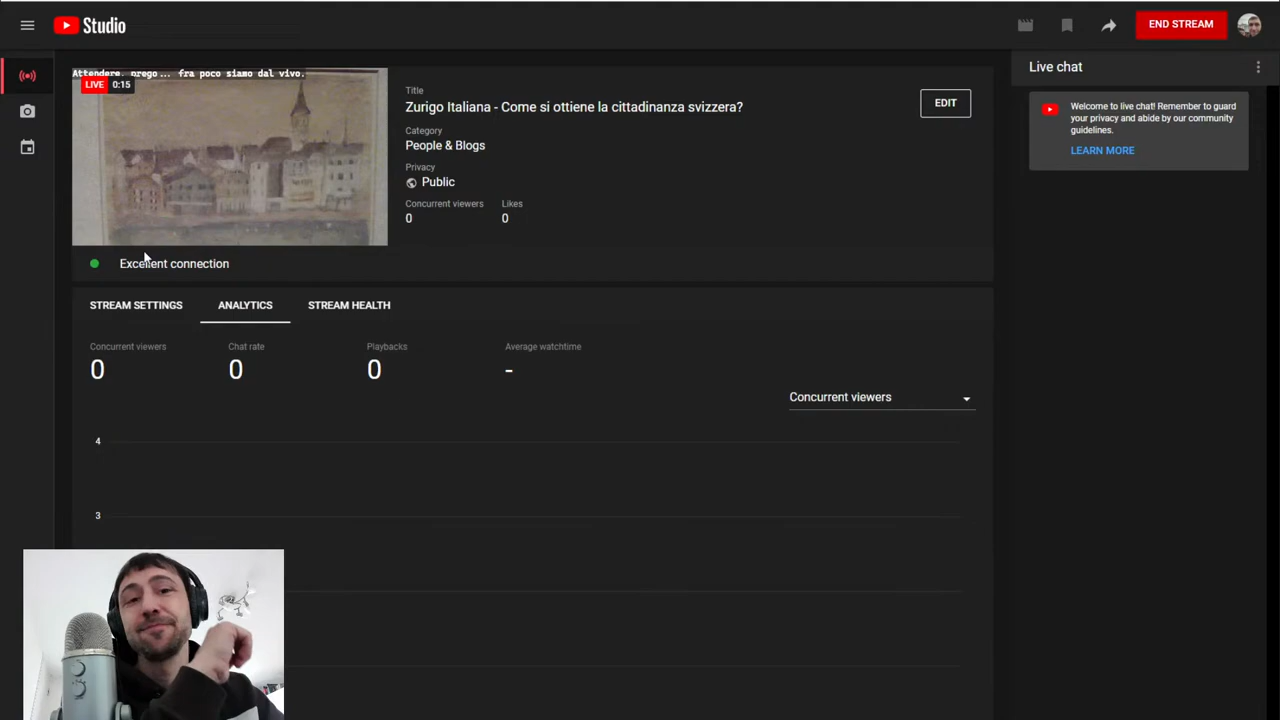 Studio
END STREAM
Attendere, prego... fra poco siamo dal vivo.
LIVE 0:15
Title
Zurigo Italiana - Come si ottiene la cittadinanza svizzera?
EDIT
Category
People & Blogs
Privacy
Public
Concurrent viewers
Likes
0
0
Excellent connection
STREAM SETTINGS
ANALYTICS
STREAM HEALTH
Concurrent viewers
Chat rate
Playbacks
Average watchtime
0
0
0
-
Concurrent viewers
4
3
Live chat
Welcome to live chat! Remember to guard
your privacy and abide by our community
guidelines.
LEARN MORE